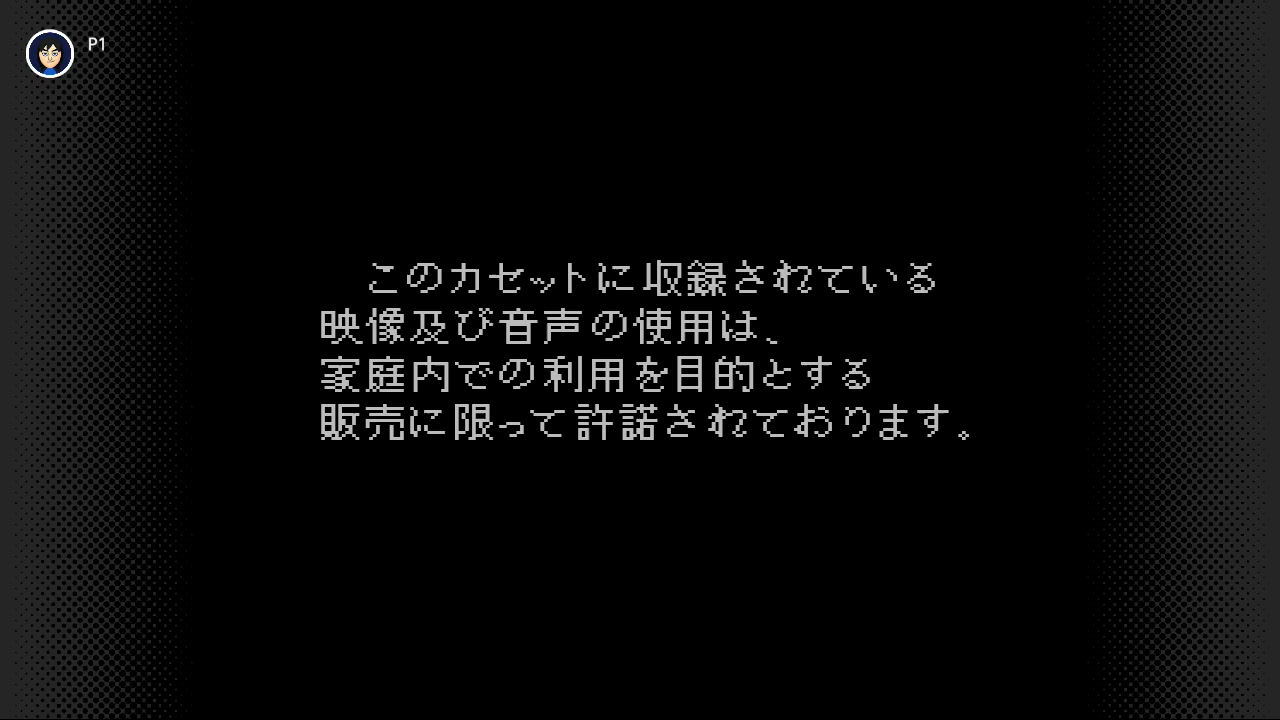 P1
このカセットに収録されている
映像及び音声の使用は、
家庭内での利用を目的とする
販売に限って許諾されております。